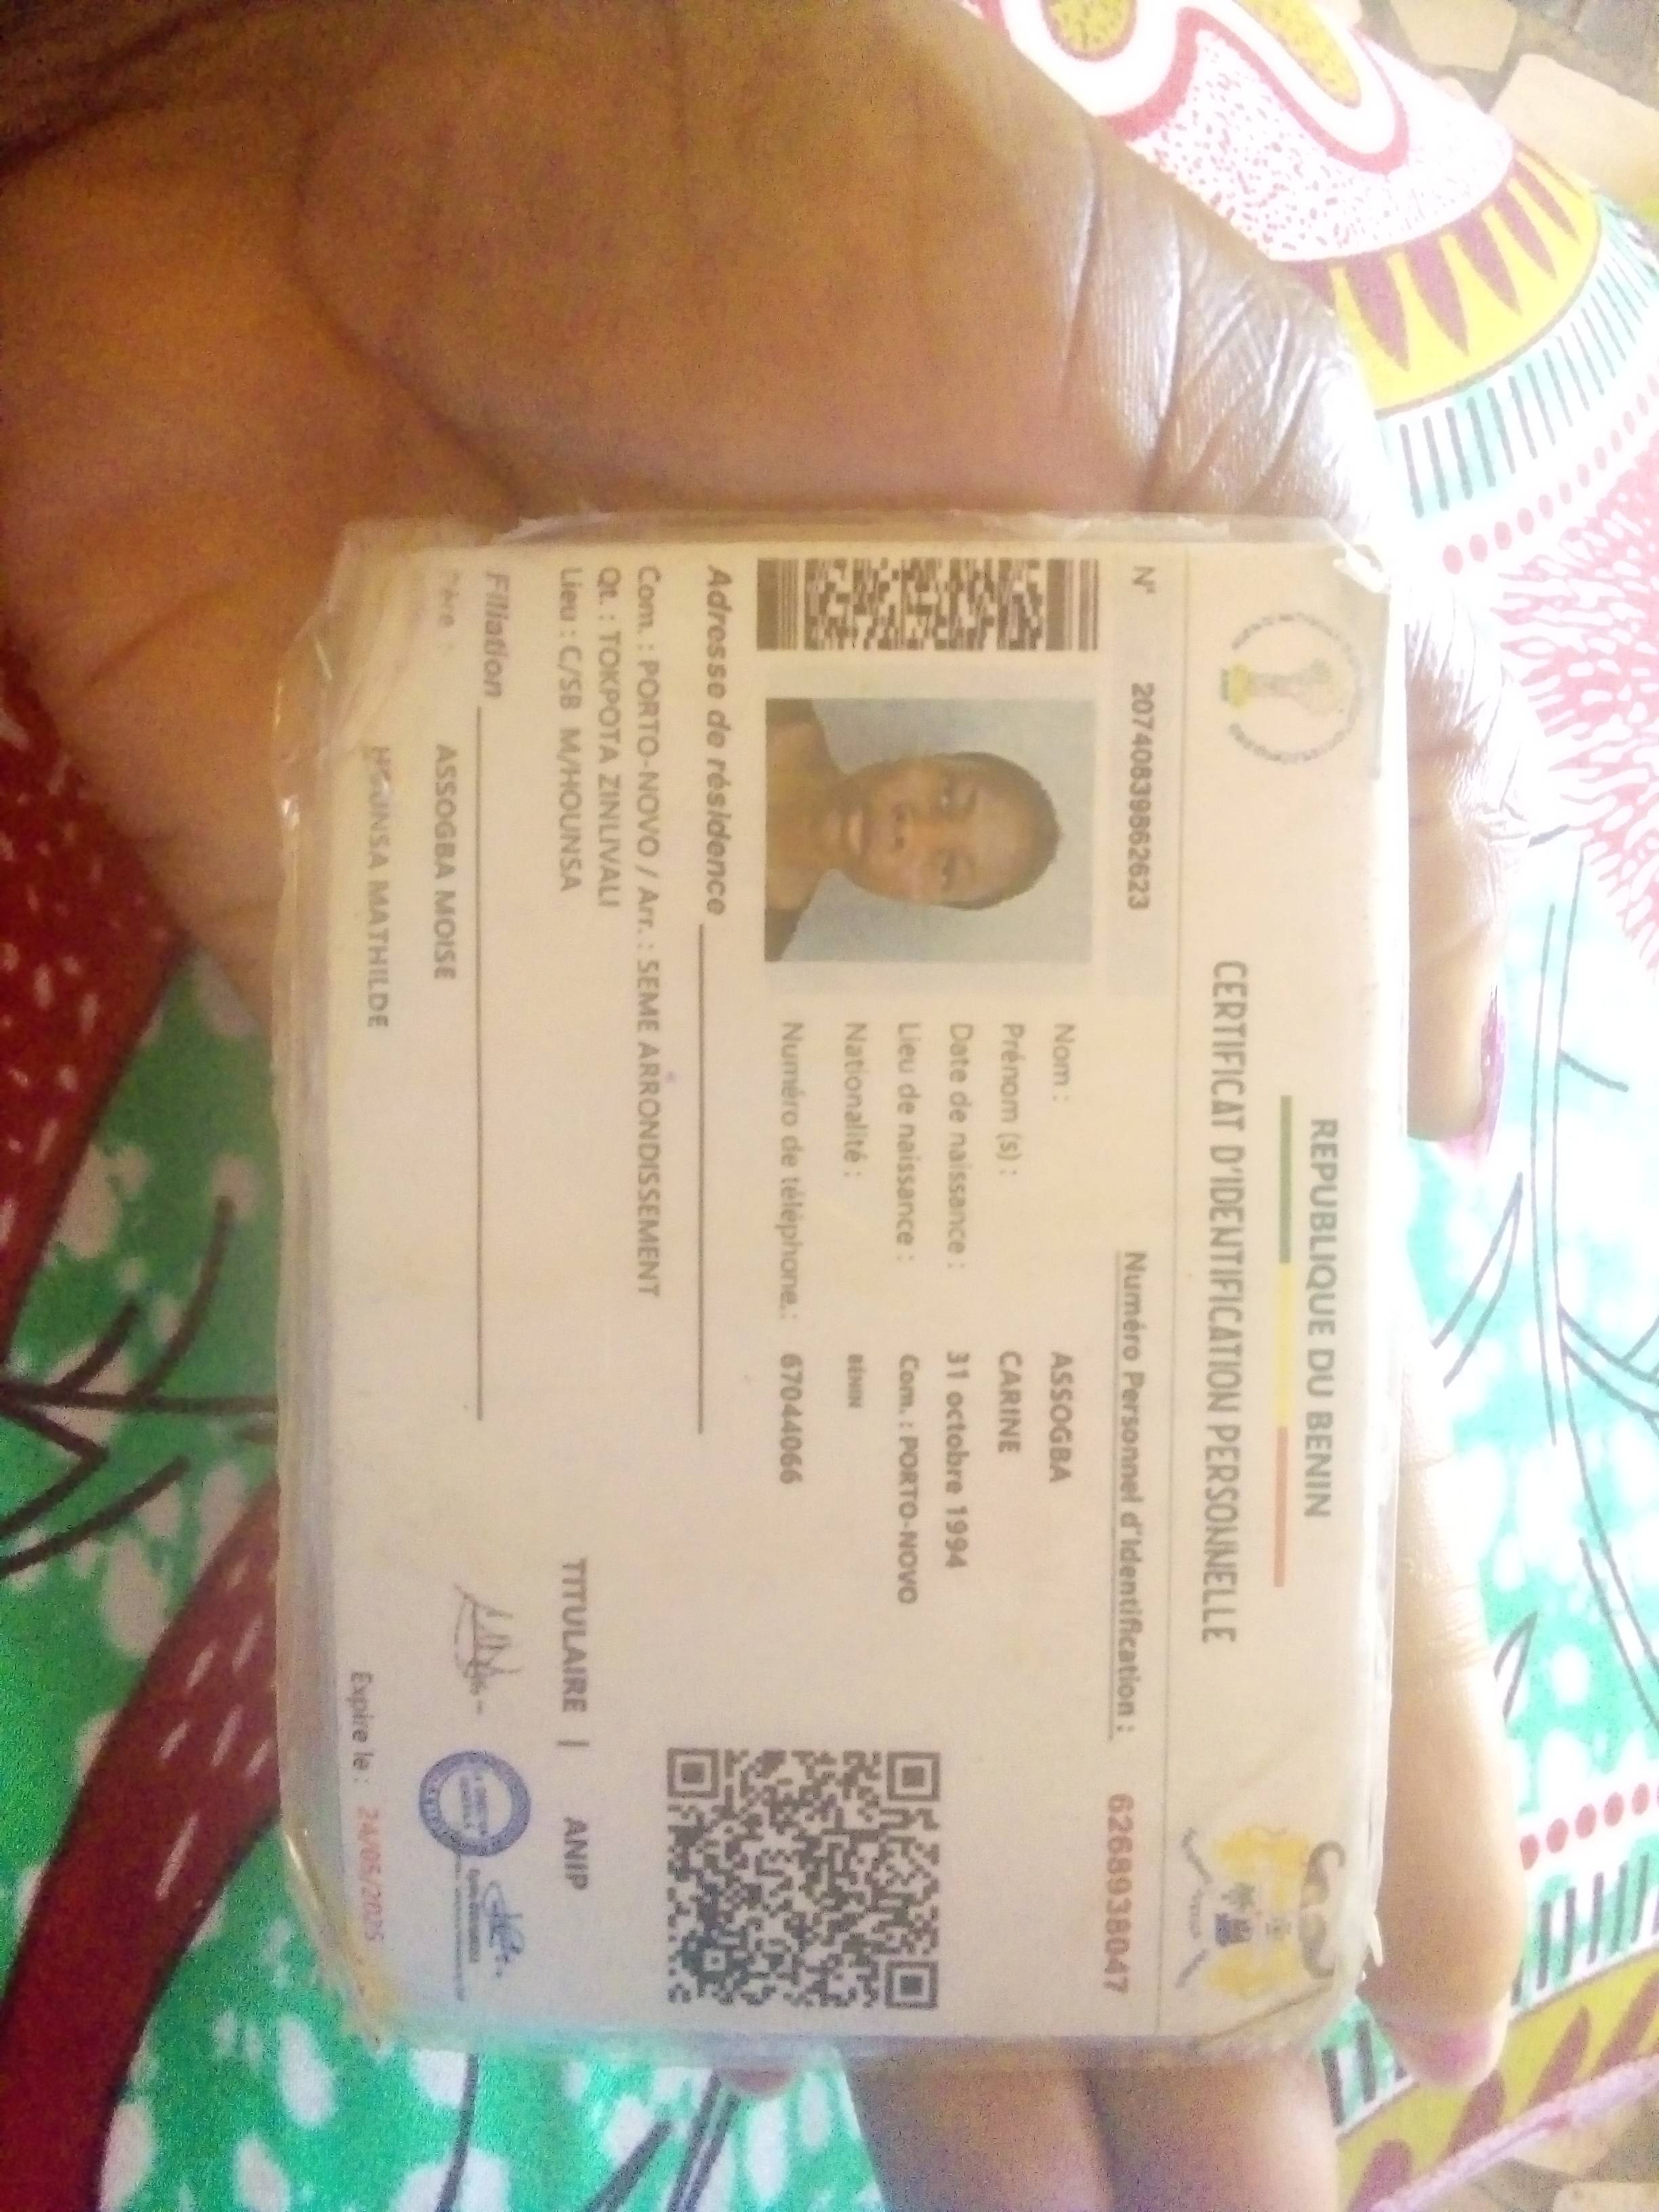 REPUBLIQUE DU BENIN
CERTIFICAT D'IDENTIFICATION PERSONNELLE
N° 2074083986262З Numéro Personnel d'Identification : 6268938047
Nom : ASSOGBA
Prénom (s) : CARINE
Date de naissance : 31 octobre 1994
Lieu de naissance : Com. : PORTO-NOVO
Nationalité : BENIN
Numéro de téléphone.: 67044066
Adresse de résidence
Com. : PORTO-NOVO / Arr. : SEME ARRONDISSEMENT
Qt. : TOKPOTA ZINLIVALI
Lieu : C/SB M/HOUNSA
TITULAIRE | ANIP
Filiation
Père : ASSOGBA MOISE
HOUNSA MATHILDE
Expire le : 24/05/2025